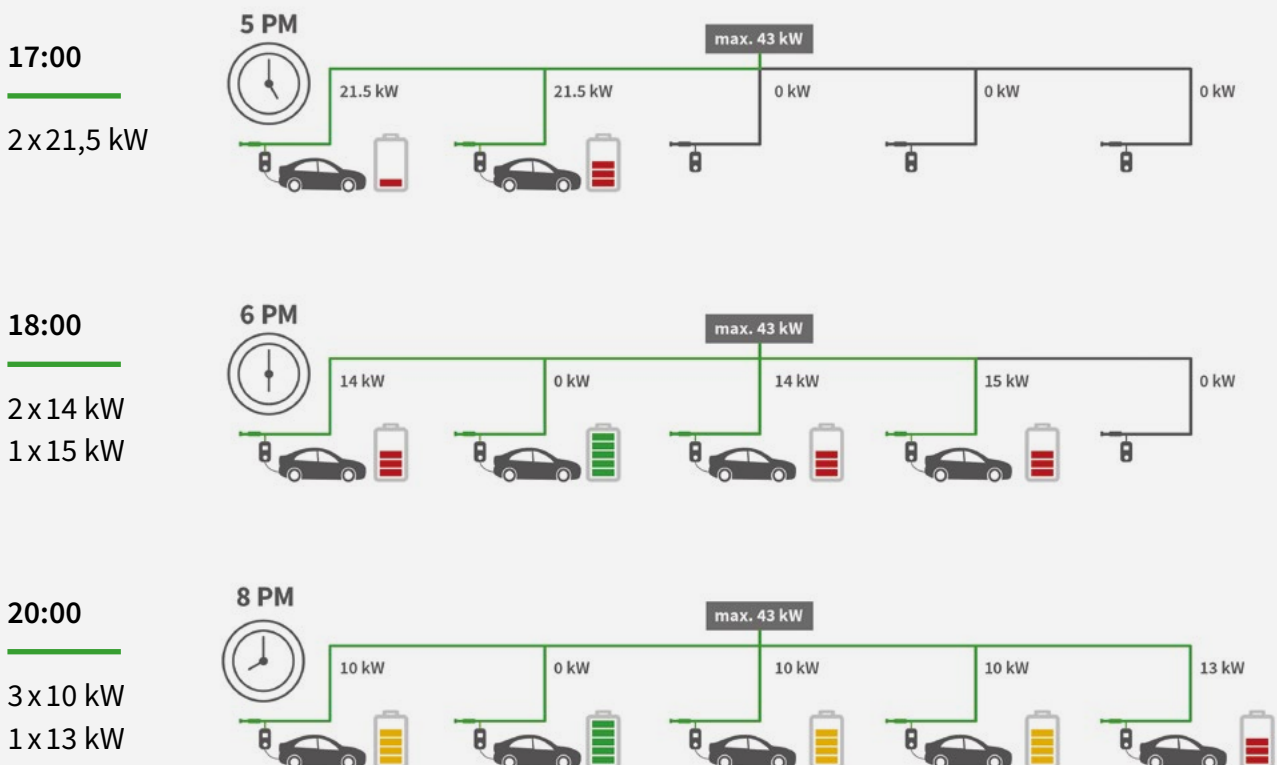 17:00
2 x 21,5 kW
5 PM
max. 43 kW
21.5 kW
21.5 kW
0 kW
0 kW
0 kW
18:00
2 x 14 kW
1 x 15 kW
6 PM
max. 43 kW
14 kW
0 kW
14 kW
15 kW
0 kW
20:00
3 x 10 kW
1 x 13 kW
8 PM
max. 43 kW
10 kW
0 kW
10 kW
10 kW
13 kW